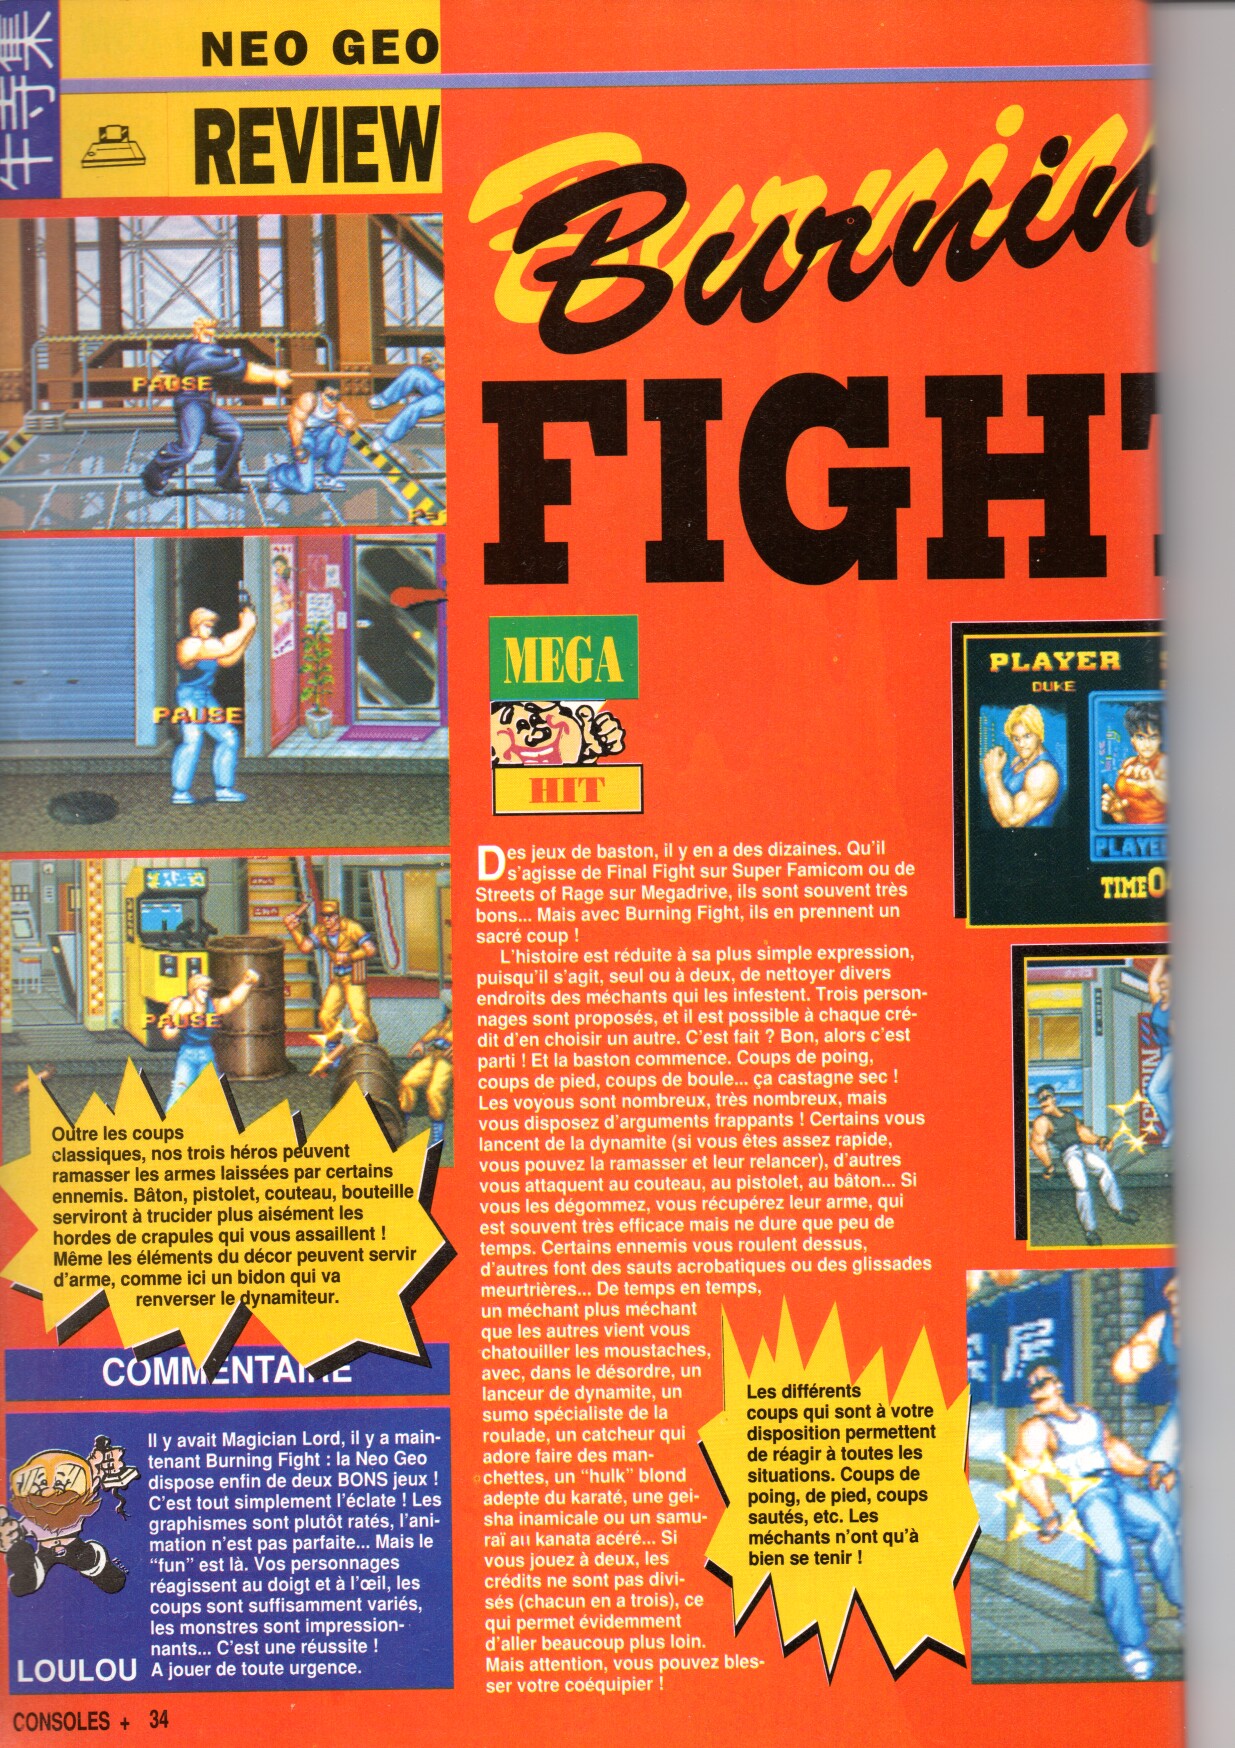 牛寺集
NEO GEO
REVIEW
Burnin
Burnin
FIGHT
PAUSE
PAUSE
PAUSE
MEGA
HIT
PLAYER
DUKE
PLAYE
TIME 0
Des jeux de baston, il y en a des dizaines. Qu'il
s'agisse de Final Fight sur Super Famicom ou de
Streets of Rage sur Megadrive, ils sont souvent très
bons... Mais avec Burning Fight, ils en prennent un
sacré coup !
L'histoire est réduite à sa plus simple expression,
puisqu'il s'agit, seul ou à deux, de nettoyer divers
endroits des méchants qui les infestent. Trois person-
nages sont proposés, et il est possible à chaque cré-
dit d'en choisir un autre. C'est fait ? Bon, alors c'est
parti ! Et la baston commence. Coups de poing,
coups de pied, coups de boule... ça castagne sec !
Les voyous sont nombreux, très nombreux, mais
vous disposez d'arguments frappants ! Certains vous
lancent de la dynamite (si vous êtes assez rapide,
vous pouvez la ramasser et leur relancer), d'autres
vous attaquent au couteau, au pistolet, au bâton... Si
vous les dégommez, vous récupérez leur arme, qui
est souvent très efficace mais ne dure que peu de
temps. Certains ennemis vous roulent dessus,
d'autres font des sauts acrobatiques ou des glissades
meurtrières... De temps en temps,
un méchant plus méchant
que les autres vient vous
chatouiller les moustaches,
avec, dans le désordre, un
lanceur de dynamite, un
sumo spécialiste de la
roulade, un catcheur qui
adore faire des man-
chettes, un "hulk" blond
adepte du karaté, une gei-
sha inamicale ou un samu-
raï au kanata acéré... Si
vous jouez à deux, les
crédits ne sont pas divi-
sés (chacun en a trois), ce
qui permet évidemment
d'aller beaucoup plus loin.
Mais attention, vous pouvez bles-
ser votre coéquipier !
Outre les coups
classiques, nos trois héros peuvent
ramasser les armes laissées par certains
ennemis. Bâton, pistolet, couteau, bouteille
serviront à trucider plus aisément les
hordes de crapules qui vous assaillent !
Même les éléments du décor peuvent servir
d'arme, comme ici un bidon qui va
renverser le dynamiteur.
Les différents
coups qui sont à votre
disposition permettent
de réagir à toutes les
situations. Coups de
poing, de pied, coups
sautés, etc. Les
méchants n'ont qu'à
bien se tenir !
COMMENTAIRE
Il y avait Magician Lord, il y a main-
tenant Burning Fight : la Neo Geo
dispose enfin de deux BONS jeux !
C'est tout simplement l'éclate ! Les
graphismes sont plutôt ratés, l'ani-
mation n'est pas parfaite... Mais le
"fun" est là. Vos personnages
réagissent au doigt et à l'œil, les
coups sont suffisamment variés,
les monstres sont impression-
nants... C'est une réussite !
A jouer de toute urgence.
LOULOU
CONSOLES + 34